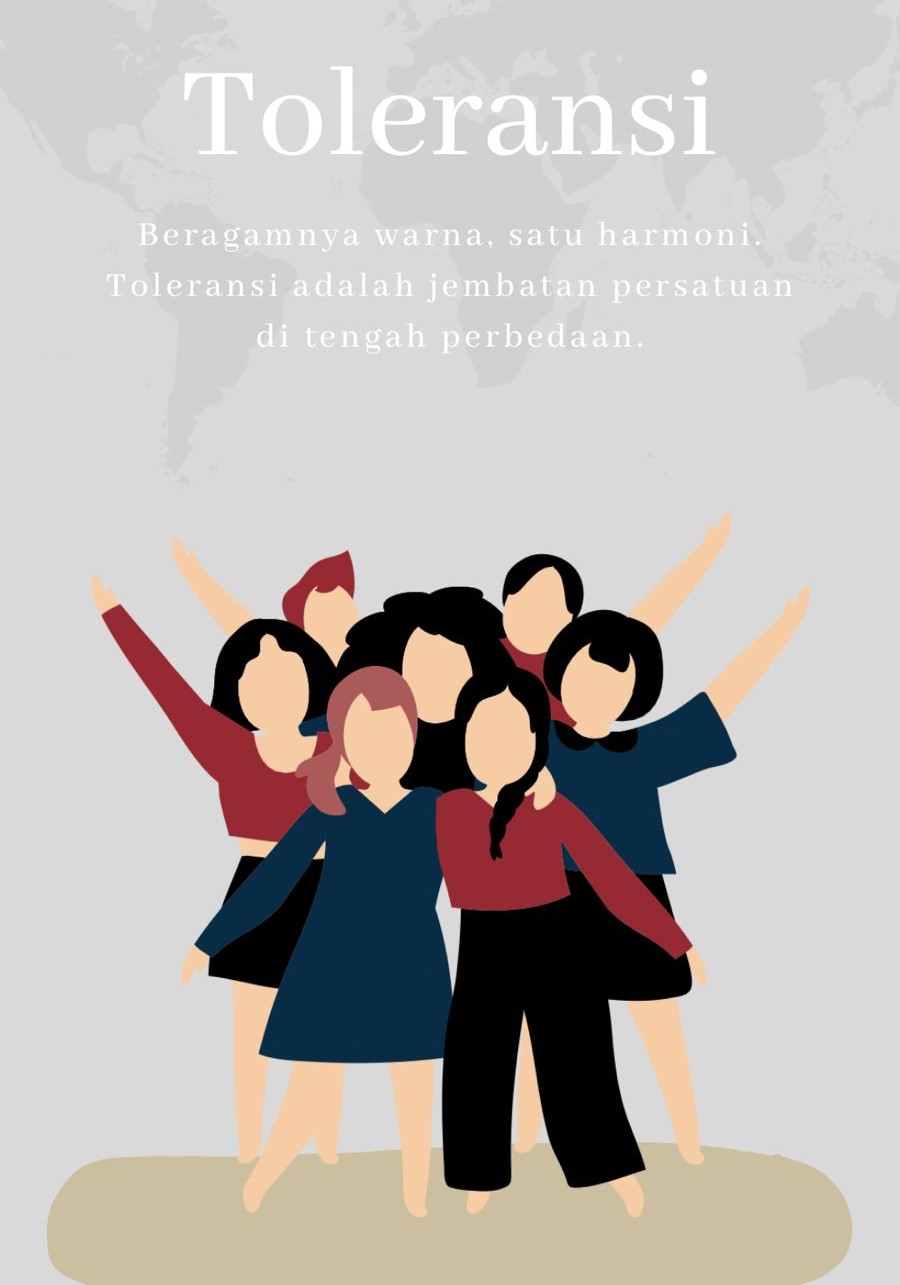 Toleransi
Beragamnya warna, satu harmoni.
Toleransi adalah jembatan persatuan
di tengah perbedaan.